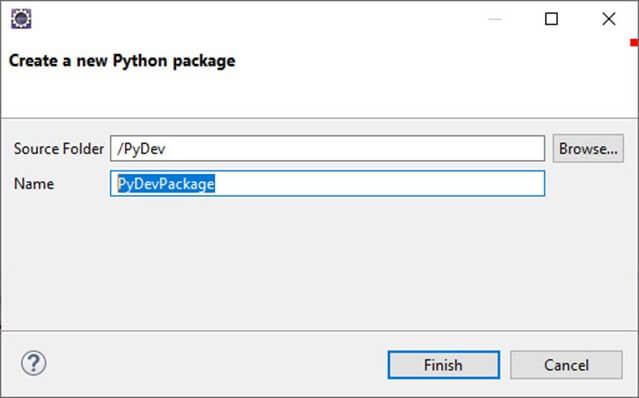 Create a new Python package
Source Folder /PyDev Browse...
Name PyDevPackage
? Finish Cancel